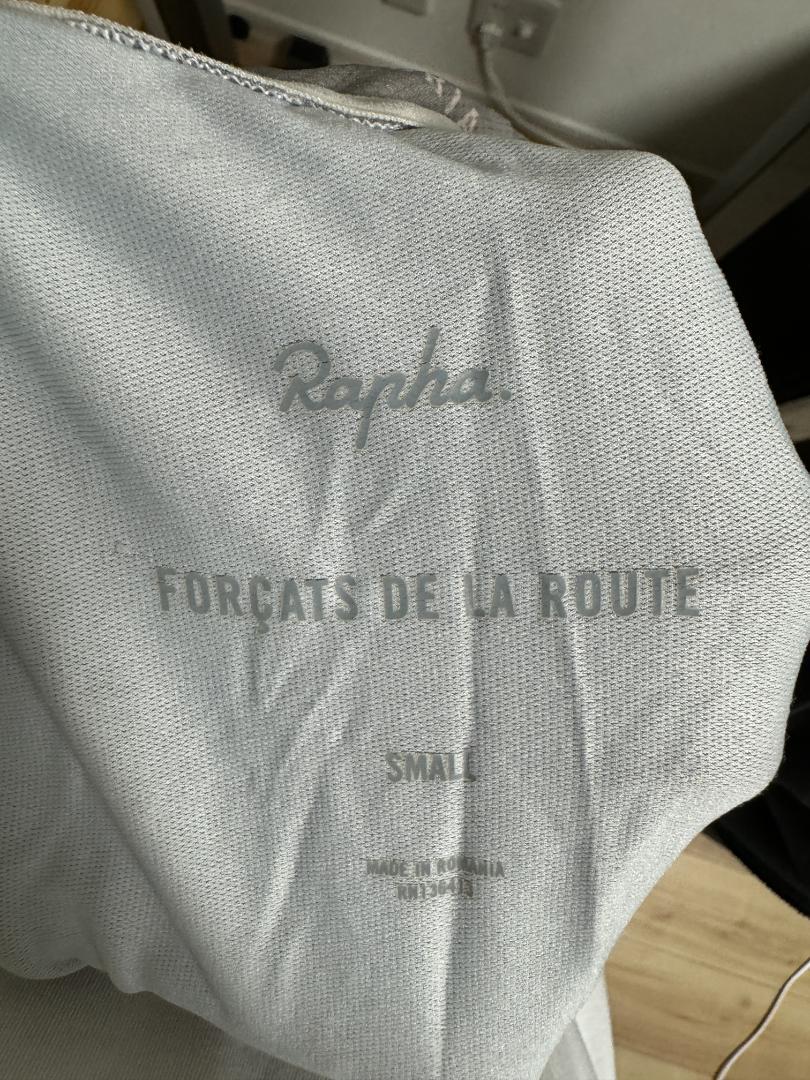 Rapha.
FORÇATS DE LA ROUTE
SMALL
MADE IN ROMANIA